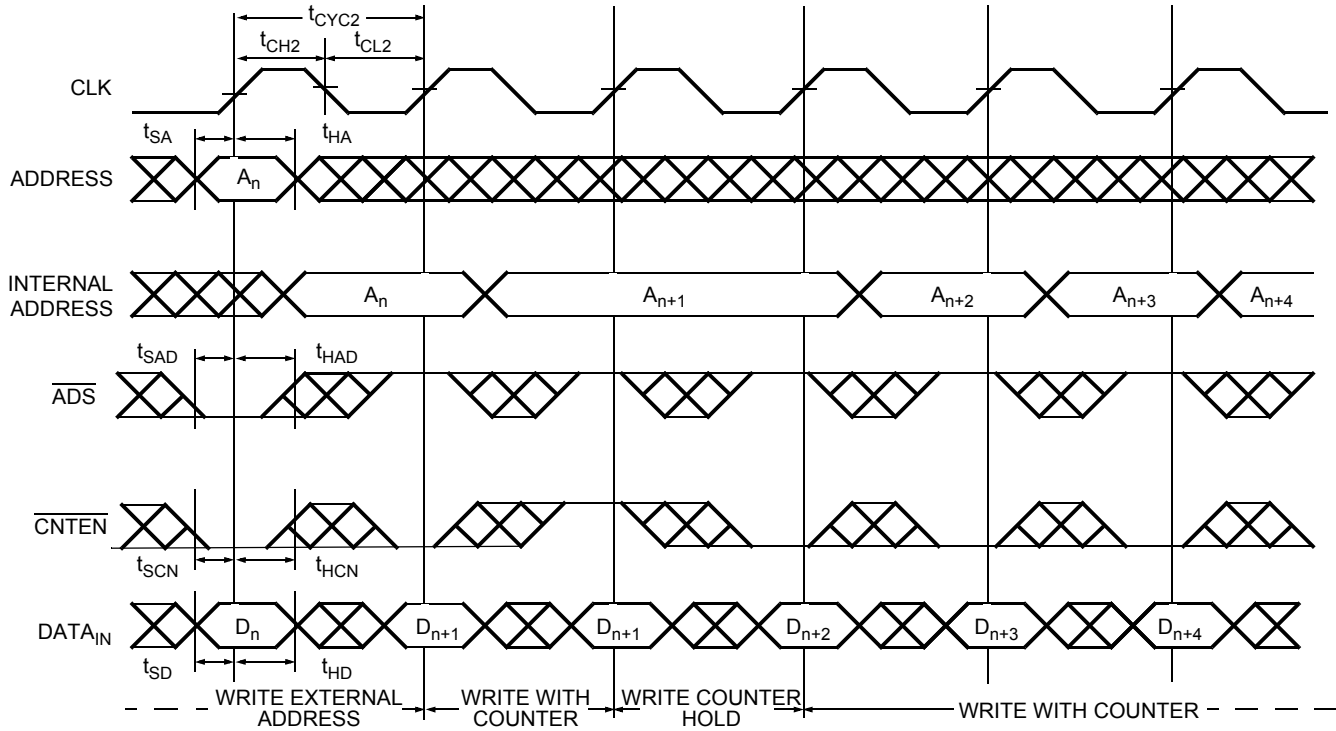 tCYC2
tCH2 tCL2
CLK
tSA tHA
ADDRESS An
INTERNAL
ADDRESS
An An+1 An+2 An+3 An+4
tSAD tHAD
ADS
CNTEN
tSCN tHCN
DATAIN Dn Dn+1 Dn+1 Dn+2 Dn+3 Dn+4
tSD tHD
WRITE EXTERNAL
ADDRESS
WRITE WITH
COUNTER
WRITE COUNTER
HOLD
WRITE WITH COUNTER